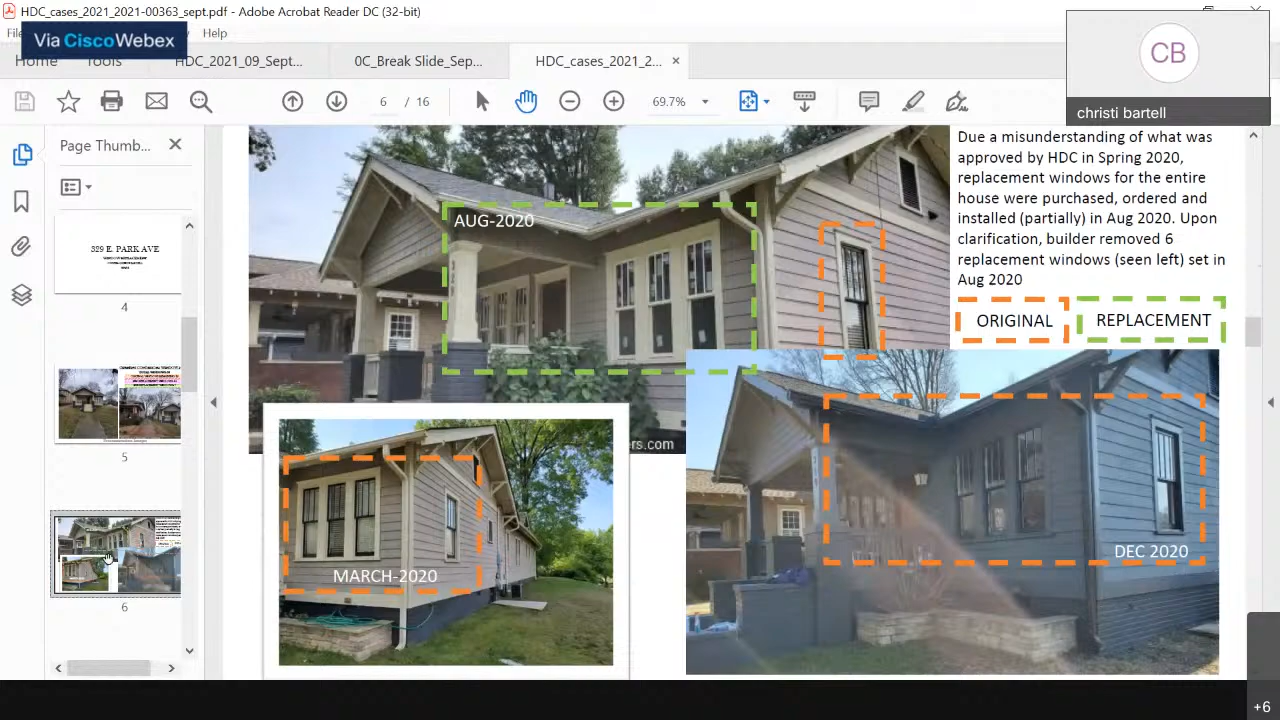 HDC_cases_2021_2021-00363_sept.pdf - Adobe Acrobat Reader DC (32-bit)
Via Cisco Webex
Help
Home
Tools
HDC_2021_09_Sept...
0C_Break Slide_Sep...
HDC_cases_2021_2...
6 / 16
69.7%
CB
christi bartell
Page Thumb...
329 E. PARK AVE
4
5
6
AUG-2020
Due a misunderstanding of what was
approved by HDC in Spring 2020,
replacement windows for the entire
house were purchased, ordered and
installed (partially) in Aug 2020. Upon
clarification, builder removed 6
replacement windows (seen left) set in
Aug 2020
ORIGINAL
REPLACEMENT
ers.com
MARCH-2020
DEC 2020
+6